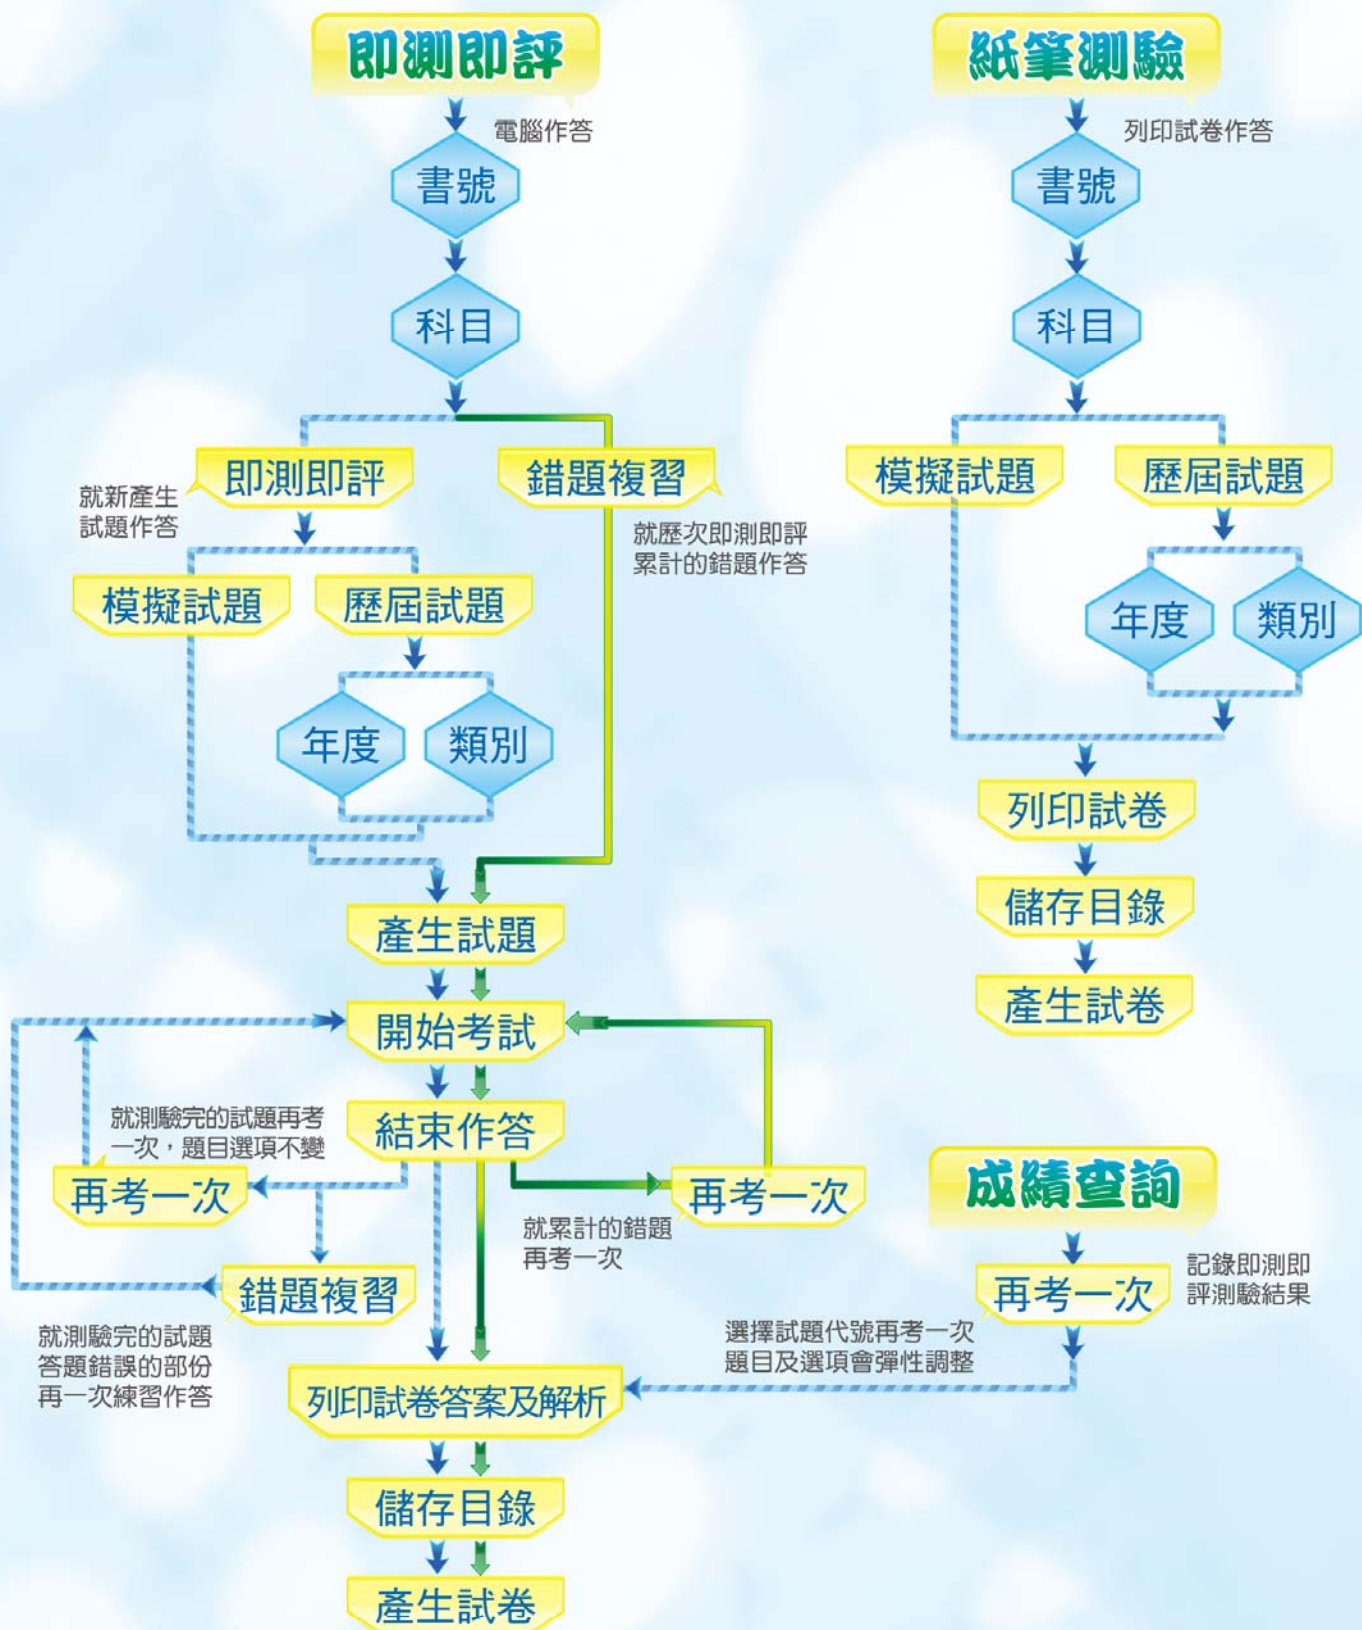 即測即評
電腦作答
書號
科目
即測即評
就新產生
試題作答
錯題複習
就歷次即測即評
累計的錯題作答
模擬試題
歷屆試題
年度
類別
產生試題
開始考試
結束作答
就測驗完的試題再考
一次，題目選項不變
再考一次
錯題複習
就測驗完的試題
答題錯誤的部份
再一次練習作答
再考一次
就累計的錯題
再考一次
列印試卷答案及解析
儲存目錄
產生試卷
紙筆測驗
列印試卷作答
書號
科目
模擬試題
歷屆試題
年度
類別
列印試卷
儲存目錄
產生試卷
成績查詢
再考一次
記錄即測即
評測驗結果
選擇試題代號再考一次
題目及選項會彈性調整